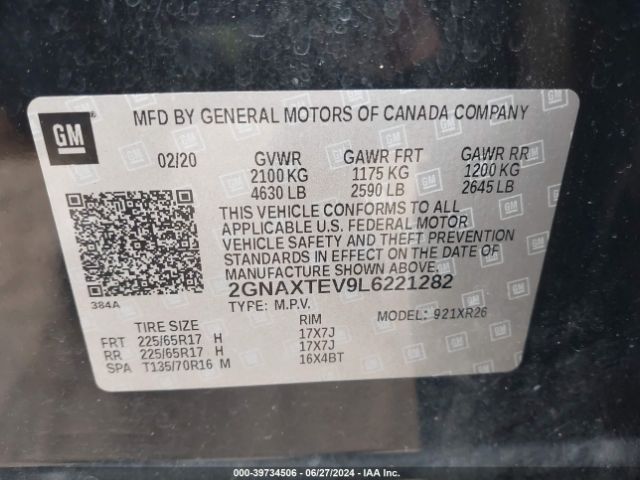 GM
MFD BY GENERAL MOTORS OF CANADA COMPANY
02/20 GVWR GAWR FRT GAWR RR
2100 KG 1175 KG 1200 KG
4630 LB 2590 LB 2645 LB
THIS VEHICLE CONFORMS TO ALL
APPLICABLE U.S. FEDERAL MOTOR
VEHICLE SAFETY AND THEFT PREVENTION
STANDARDS IN EFFECT ON THE DATE OF
MANUFACTURE SHOWN ABOVE.
384A
2GNAXTEV9L6221282
TYPE: M.P.V. MODEL: 921XR26
TIRE SIZE RIM
FRT 225/65R17 H 17X7J
RR 225/65R17 H 17X7J
SPA T135/70R16 M 16X4BT
000-39734506 / 06/27/2024 - IAA Inc.